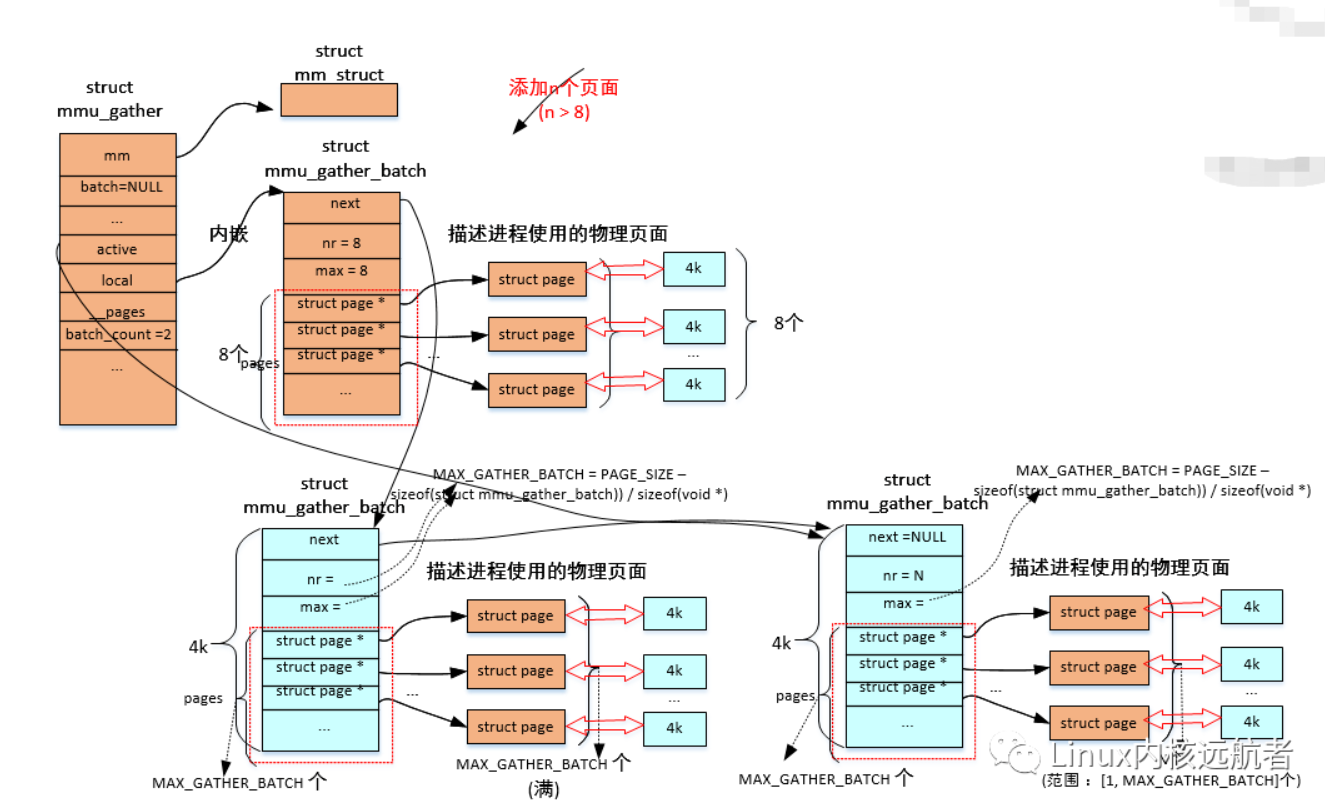 struct
mm_struct
struct
mmu_gather
添加n个页面
(n > 8)
mm
batch=NULL
...
active
local
__pages
batch_count =2
...
内嵌
struct
mmu_gather_batch
next
nr = 8
max = 8
struct page *
struct page *
struct page *
...
8个
pages
描述进程使用的物理页面
struct page
struct page
struct page
...
4k
4k
...
4k
8个
struct
mmu_gather_batch
MAX_GATHER_BATCH = PAGE_SIZE –
sizeof(struct mmu_gather_batch)) / sizeof(void *)
next
nr =
max =
struct page *
struct page *
struct page *
...
4k
pages
MAX_GATHER_BATCH 个
描述进程使用的物理页面
struct page
struct page
struct page
...
4k
4k
...
4k
MAX_GATHER_BATCH 个
(满)
struct
mmu_gather_batch
MAX_GATHER_BATCH = PAGE_SIZE –
sizeof(struct mmu_gather_batch)) / sizeof(void *)
next =NULL
nr = N
max =
struct page *
struct page *
struct page *
...
4k
pages
MAX_GATHER_BATCH 个
描述进程使用的物理页面
struct page
struct page
struct page
...
4k
4k
...
4k
Linux内核远航者
(范围： [1, MAX_GATHER_BATCH]个)